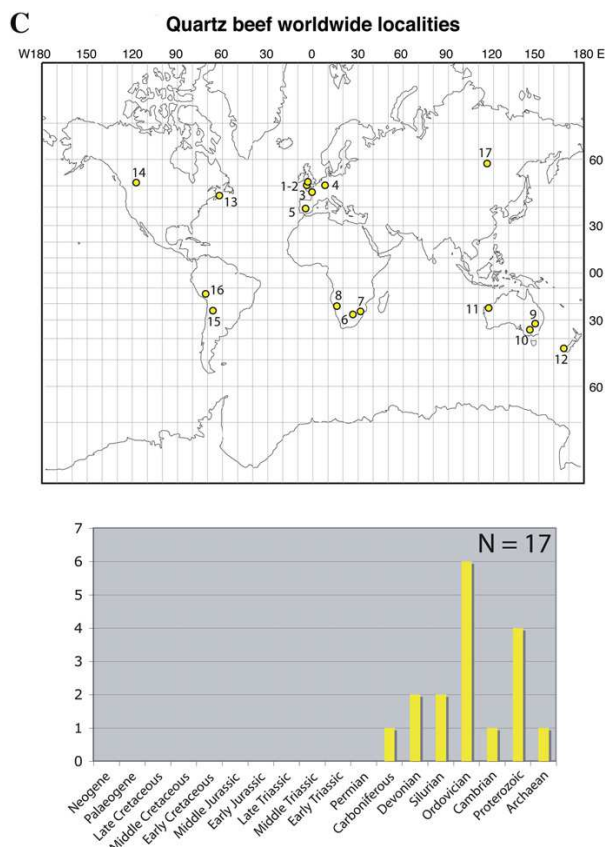 C
Quartz beef worldwide localities
W180 150 120 90 60 30 0 30 60 90 120 150 180 E
17
60
14
1-2
4
3
13
5
30
00
16
8
7
11
9
15
6
30
10
12
60
7
N = 17
6
5
4
3
2
1
0
Neogene
Palaeogene
Late Cretaceous
Middle Cretaceous
Early Cretaceous
Middle Jurassic
Early Jurassic
Late Triassic
Middle Triassic
Early Triassic
Permian
Carboniferous
Devonian
Silurian
Ordovician
Cambrian
Proterozoic
Archaean